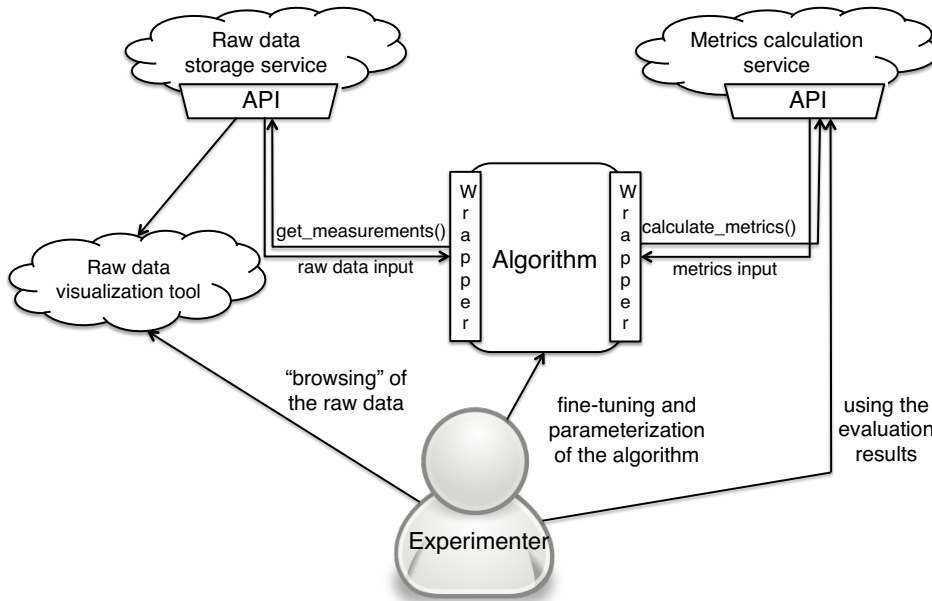 Raw data
storage service
API
Metrics calculation
service
API
Wrapper
Algorithm
Wrapper
get_measurements()
raw data input
calculate_metrics()
metrics input
Raw data
visualization tool
“browsing” of
the raw data
fine-tuning and
parameterization
of the algorithm
using the
evaluation
results
Experimenter